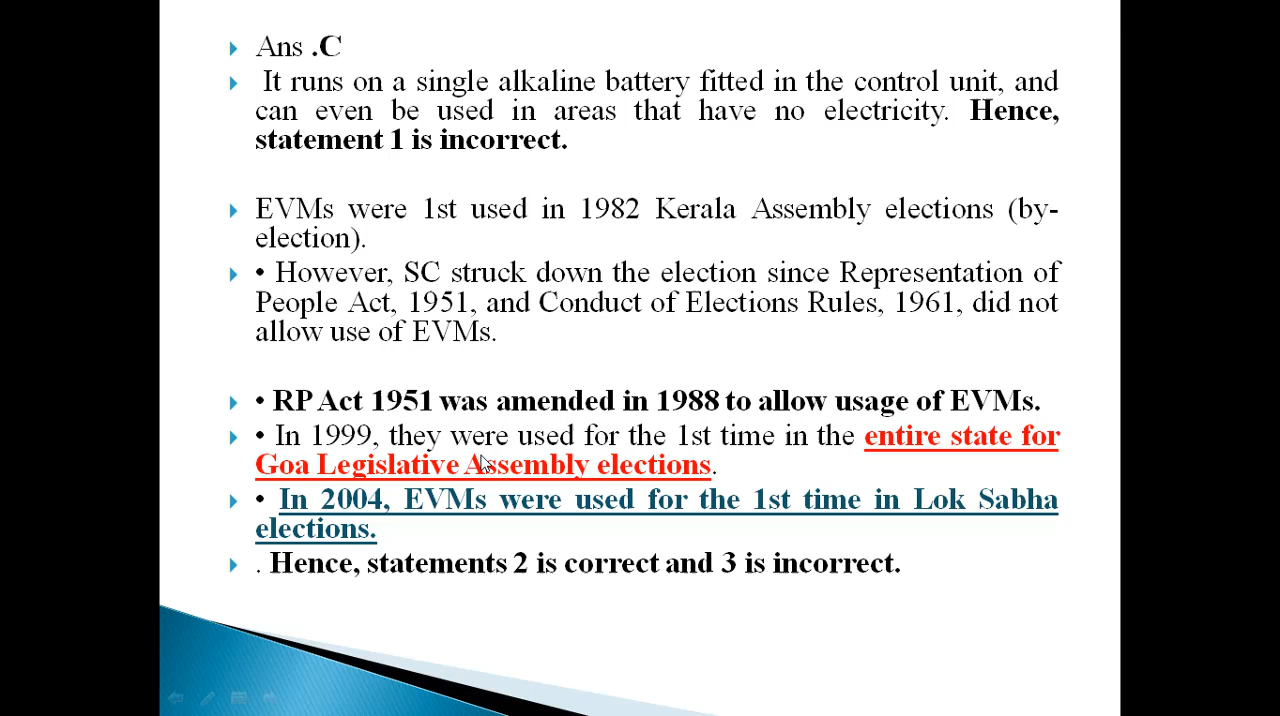 Ans .C
It runs on a single alkaline battery fitted in the control unit, and
can even be used in areas that have no electricity. Hence,
statement 1 is incorrect.
EVMs were 1st used in 1982 Kerala Assembly elections (by-
election).
• However, SC struck down the election since Representation of
People Act, 1951, and Conduct of Elections Rules, 1961, did not
allow use of EVMs.
• RP Act 1951 was amended in 1988 to allow usage of EVMs.
• In 1999, they were used for the 1st time in the entire state for
Goa Legislative Assembly elections.
• In 2004, EVMs were used for the 1st time in Lok Sabha
elections.
. Hence, statements 2 is correct and 3 is incorrect.